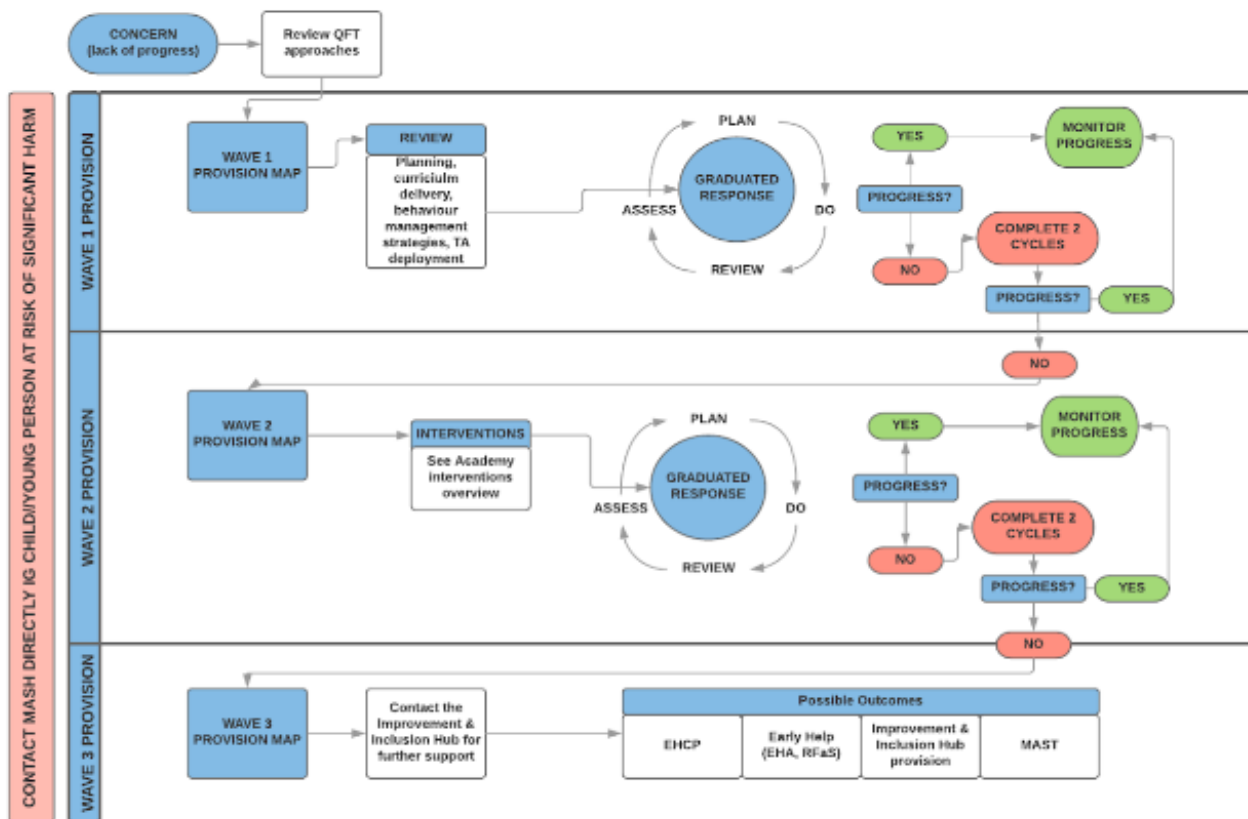 CONCERN
(lack of progress)
Review QFT
approaches
CONTACT MASH DIRECTLY IG CHILD/YOUNG PERSON AT RISK OF SIGNIFICANT HARM
WAVE 1 PROVISION
WAVE 1
PROVISION MAP
REVIEW
Planning,
curriciulm
delivery,
behaviour
management
strategies, TA
deployment
PLAN
GRADUATED
RESPONSE
ASSESS
DO
REVIEW
YES
MONITOR
PROGRESS
PROGRESS?
NO
COMPLETE 2
CYCLES
PROGRESS?
YES
NO
WAVE 2 PROVISION
WAVE 2
PROVISION MAP
INTERVENTIONS
See Academy
interventions
overview
PLAN
GRADUATED
RESPONSE
ASSESS
DO
REVIEW
YES
MONITOR
PROGRESS
PROGRESS?
NO
COMPLETE 2
CYCLES
PROGRESS?
YES
NO
WAVE 3 PROVISION
WAVE 3
PROVISION MAP
Contact the
Improvement &
Inclusion Hub for
further support
Possible Outcomes
EHCP
Early Help
(EHA, RFaS)
Improvement &
Inclusion Hub
provision
MAST